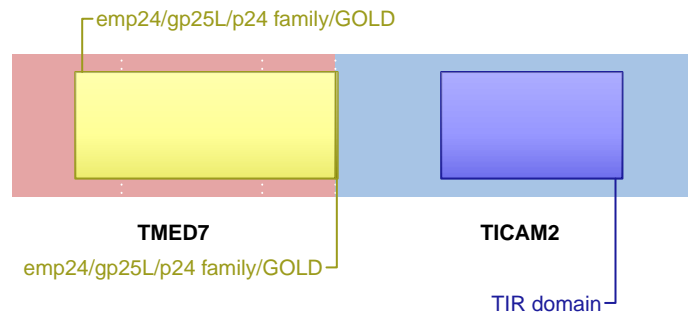 emp24/gp25L/p24 family/GOLD
TMED7
TICAM2
emp24/gp25L/p24 family/GOLD
TIR domain